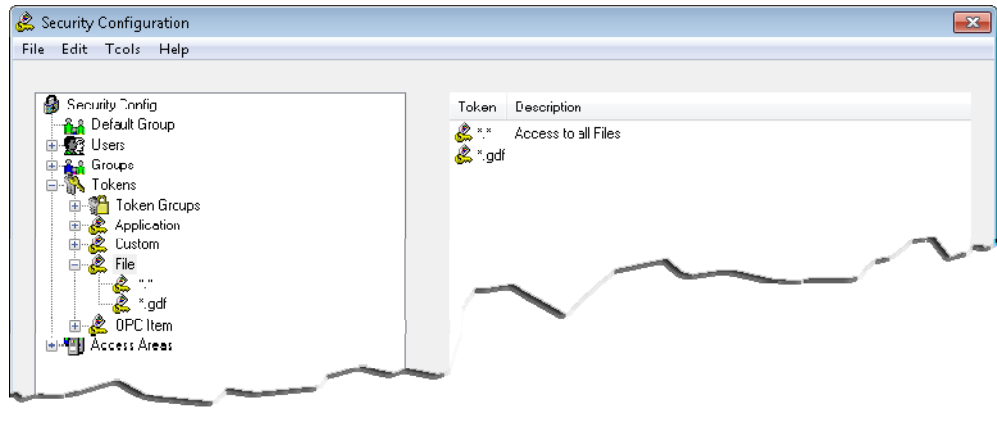 Security Configuration
File Edit Tools Help
Security Config
Default Group
Users
Groups
Tokens
Token Groups
Application
Custom
File
*.*
*.gdf
OPC Item
Access Areas
Token Description
*.* Access to all Files
*.gdf